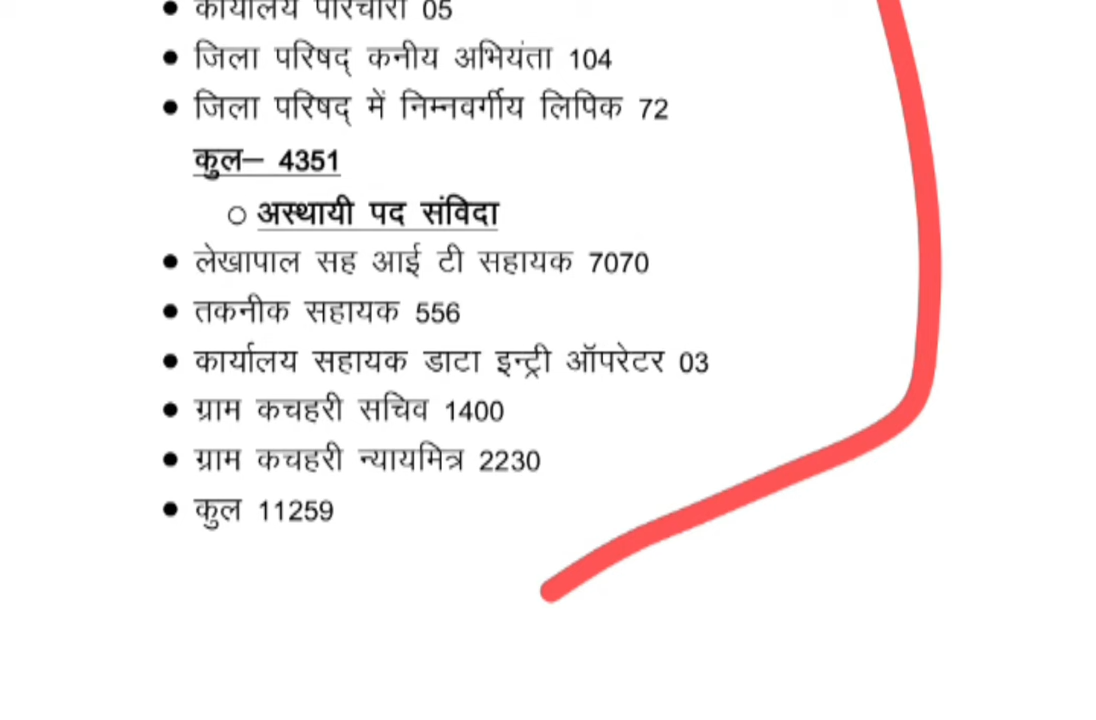 कार्यालय परिचारी 05
जिला परिषद् कनीय अभियंता 104
जिला परिषद् में निम्नवर्गीय लिपिक 72
कुल– 4351
अस्थायी पद संविदा
लेखापाल सह आई टी सहायक 7070
तकनीक सहायक 556
कार्यालय सहायक डाटा इन्ट्री ऑपरेटर 03
ग्राम कचहरी सचिव 1400
ग्राम कचहरी न्यायमित्र 2230
कुल 11259